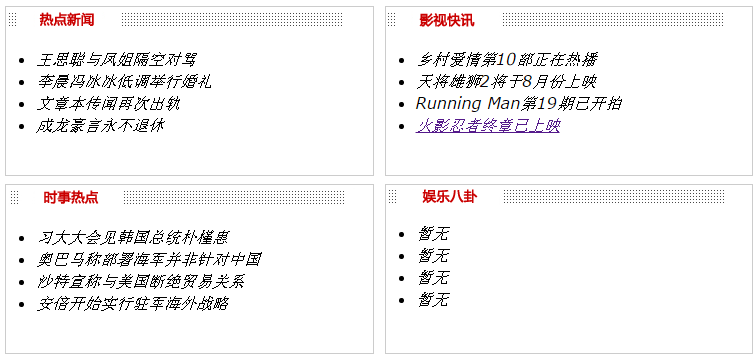 热点新闻
王思聪与凤姐隔空对骂
李晨冯冰冰低调举行婚礼
文章本传闻再次出轨
成龙豪言永不退休
影视快讯
乡村爱情第10部正在热播
天将雄狮2将于8月份上映
Running Man第19期已开拍
火影忍者终章已上映
时事热点
习大大会见韩国总统朴槿惠
奥巴马称部署海军并非针对中国
沙特宣称与美国断绝贸易关系
安倍开始实行驻军海外战略
娱乐八卦
暂无
暂无
暂无
暂无